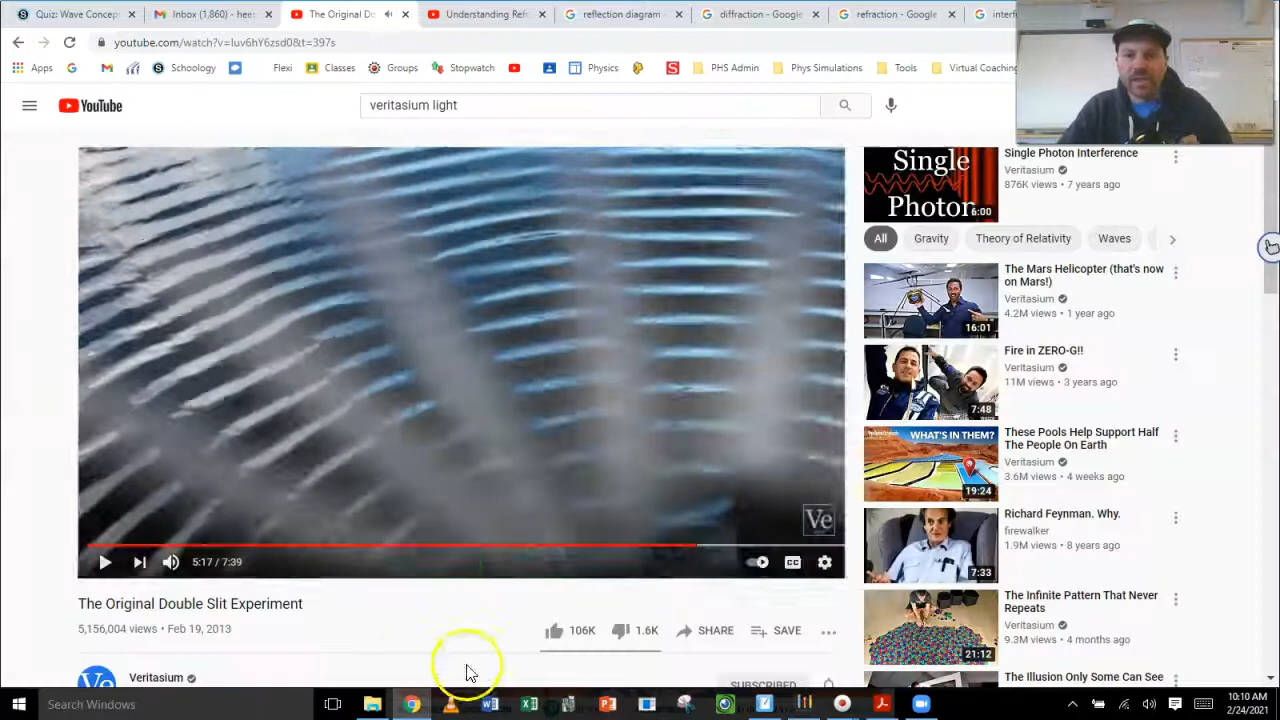 Quiz: Wave Concep
Inbox (1,860) - hee
The Original Do
Understanding Ref
reflection diagram -
diffraction - Google
refraction - Google
interf
youtube.com/watch?v=Iuv6hY6zsd0&t=397s
Apps
Schoology
Flexi
Classes
Groups
Stopwatch
Physics
PHS Admin
Phys Simulations
Tools
Virtual Coaching
YouTube
veritasium light
Single
Photon
6:00
Single Photon Interference
Veritasium
876K views • 7 years ago
All
Gravity
Theory of Relativity
Waves
16:01
The Mars Helicopter (that's now
on Mars!)
Veritasium
4.2M views • 1 year ago
7:48
Fire in ZERO-G!!
Veritasium
11M views • 3 years ago
WHAT'S IN THEM?
19:24
These Pools Help Support Half
The People On Earth
Veritasium
3.6M views • 4 weeks ago
7:33
Richard Feynman. Why.
firewalker
1.9M views • 8 years ago
21:12
The Infinite Pattern That Never
Repeats
Veritasium
9.3M views • 4 months ago
The Illusion Only Some Can See
Ve
5:17 / 7:39
CC
The Original Double Slit Experiment
5,156,004 views • Feb 19, 2013
106K
1.6K
SHARE
SAVE
Ve
Veritasium
SUBSCRIBED
Search Windows
10:10 AM
2/24/2021